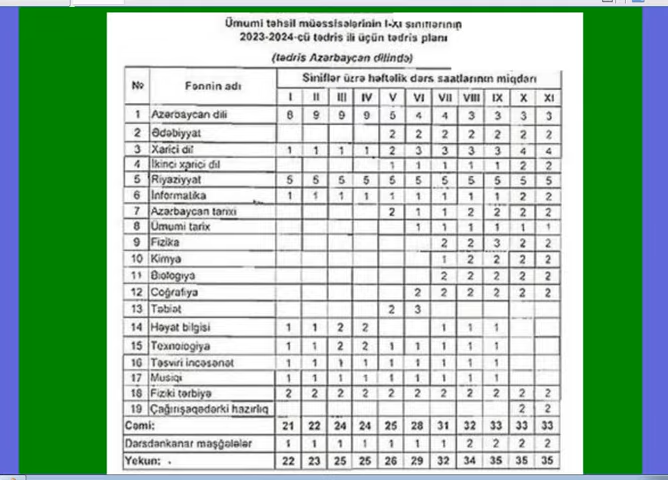 Ümumi təhsil müəssisələrinin I-XI siniflərinin
2023-2024-cü tədris ili üçün tədris planı
(tədris Azərbaycan dilində)
№ Fənnin adı Siniflər üzrə həftəlik dərs saatlarının miqdarı
I II III IV V VI VII VIII IX X XI
1 Azərbaycan dili 8 9 9 9 5 4 4 3 3 3 3
2 Ədəbiyyat 2 2 2 2 2 2 2
3 Xarici dil 1 1 1 1 2 3 3 3 3 4 4
4 İkinci xarici dil 1 1 1 1 1 2 2
5 Riyaziyyat 5 5 5 5 5 5 5 5 5 5 5
6 İnformatika 1 1 1 1 1 1 1 1 1 2 2
7 Azərbaycan tarixi 2 1 1 2 2 2 2
8 Ümumi tarix 1 1 1 1 1 1
9 Fizika 2 2 3 2 2
10 Kimya 1 2 2 2 2
11 Biologiya 2 2 2 2 2
12 Coğrafiya 2 2 2 2 2 2
13 Təbiət 2 3
14 Həyat bilgisi 1 1 2 2 1 1 1
15 Texnologiya 1 1 2 2 1 1 1 1 1
16 Təsviri incəsənət 1 1 1 1 1 1 1 1 1
17 Musiqi 1 1 1 1 1 1 1 1 1
18 Fiziki tərbiyə 2 2 2 2 2 2 2 2 2 2 2
19 Çağırışaqədərki hazırlıq 2 2
Cəmi: 21 22 24 24 25 28 31 32 33 33 33
Dərsdənkənar məşğələlər 1 1 1 1 1 1 1 2 2 2 2
Yekun: 22 23 25 25 26 29 32 34 35 35 35